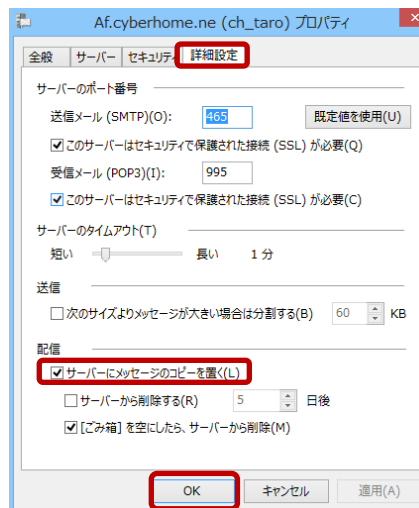 Af.cyberhome.ne (ch_taro) プロパティ
全般 サーバー セキュリティ 詳細設定
サーバーのポート番号
送信メール (SMTP)(O): 465 既定値を使用(U)
このサーバーはセキュリティで保護された接続 (SSL) が必要(Q)
受信メール (POP3)(I): 995
このサーバーはセキュリティで保護された接続 (SSL) が必要(C)
サーバーのタイムアウト(T)
短い 長い 1 分
送信
次のサイズよりメッセージが大きい場合は分割する(B) 60 KB
配信
サーバーにメッセージのコピーを置く(L)
サーバーから削除する(R) 5 日後
[ごみ箱] を空にしたら、サーバーから削除(M)
OK キャンセル 適用(A)